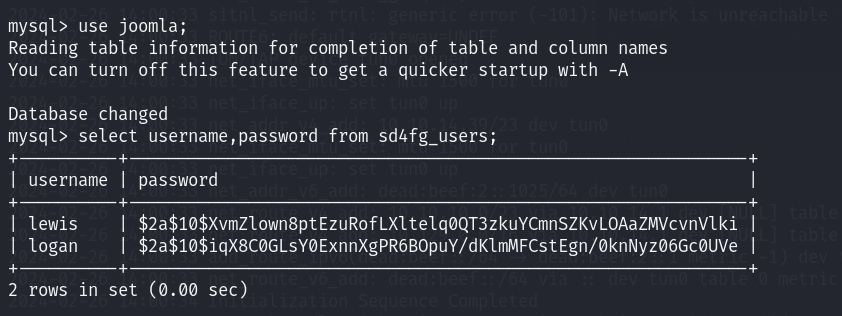 mysql> use joomla;
Reading table information for completion of table and column names
You can turn off this feature to get a quicker startup with -A
Database changed
mysql> select username,password from sd4fg_users;
| username | password |
| lewis | $2a$10$XvmZlown8ptEzuRofLXltelq0QT3zkuYCmnSZKvLOAaZMVcvnVlki |
| logan | $2a$10$iqX8C0GLsY0ExnnXgPR6BOpuY/dKlmMFCstEgn/0knNyz06Gc0UVe |
2 rows in set (0.00 sec)